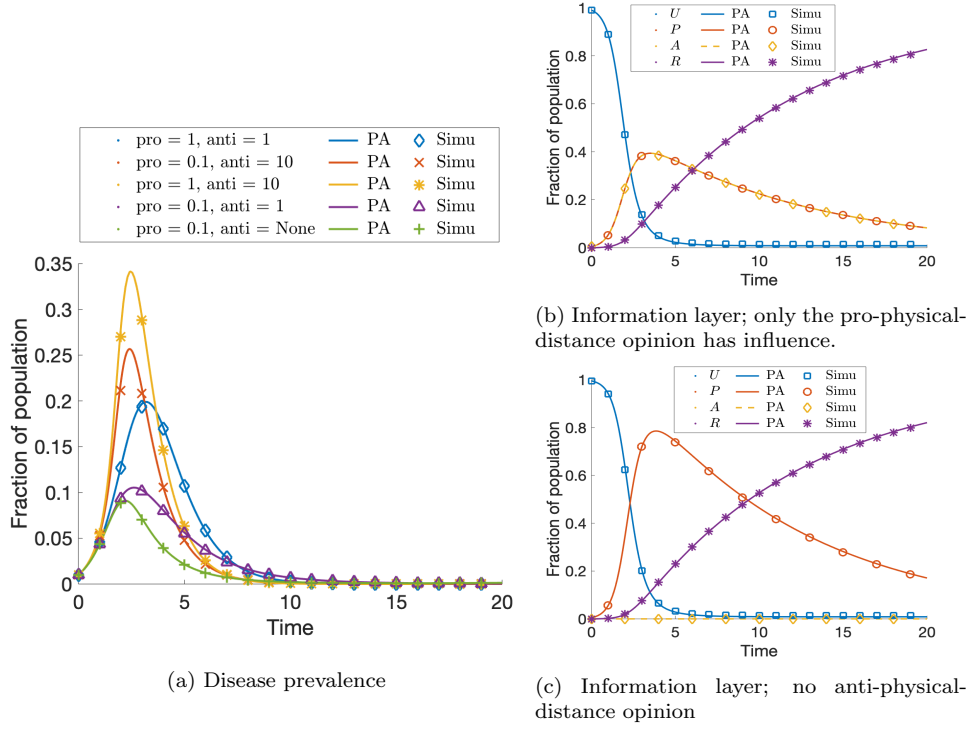 pro = 1, anti = 1 PA Simu
pro = 0.1, anti = 10 PA Simu
pro = 1, anti = 10 PA Simu
pro = 0.1, anti = 1 PA Simu
pro = 0.1, anti = None PA Simu
0.35
0.3
0.25
0.2
0.15
0.1
0.05
0
Fraction of population
0 5 10 15 20
Time
(a) Disease prevalence
U PA Simu
P PA Simu
A PA Simu
R PA Simu
1
0.8
0.6
0.4
0.2
0
Fraction of population
0 5 10 15 20
Time
(b) Information layer; only the pro-physical-
distance opinion has influence.
U PA Simu
P PA Simu
A PA Simu
R PA Simu
1
0.8
0.6
0.4
0.2
0
Fraction of population
0 5 10 15 20
Time
(c) Information layer; no anti-physical-
distance opinion